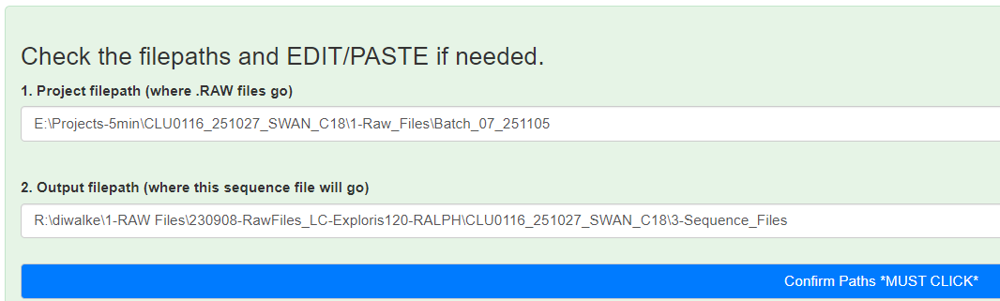 Check the filepaths and EDIT/PASTE if needed.
1. Project filepath (where .RAW files go)
E:\Projects-5min\CLU0116_251027_SWAN_C18\1-Raw_Files\Batch_07_251105
2. Output filepath (where this sequence file will go)
R:\diwalke\1-RAW Files\230908-RawFiles_LC-Exploris120-RALPH\CLU0116_251027_SWAN_C18\3-Sequence_Files
Confirm Paths *MUST CLICK*